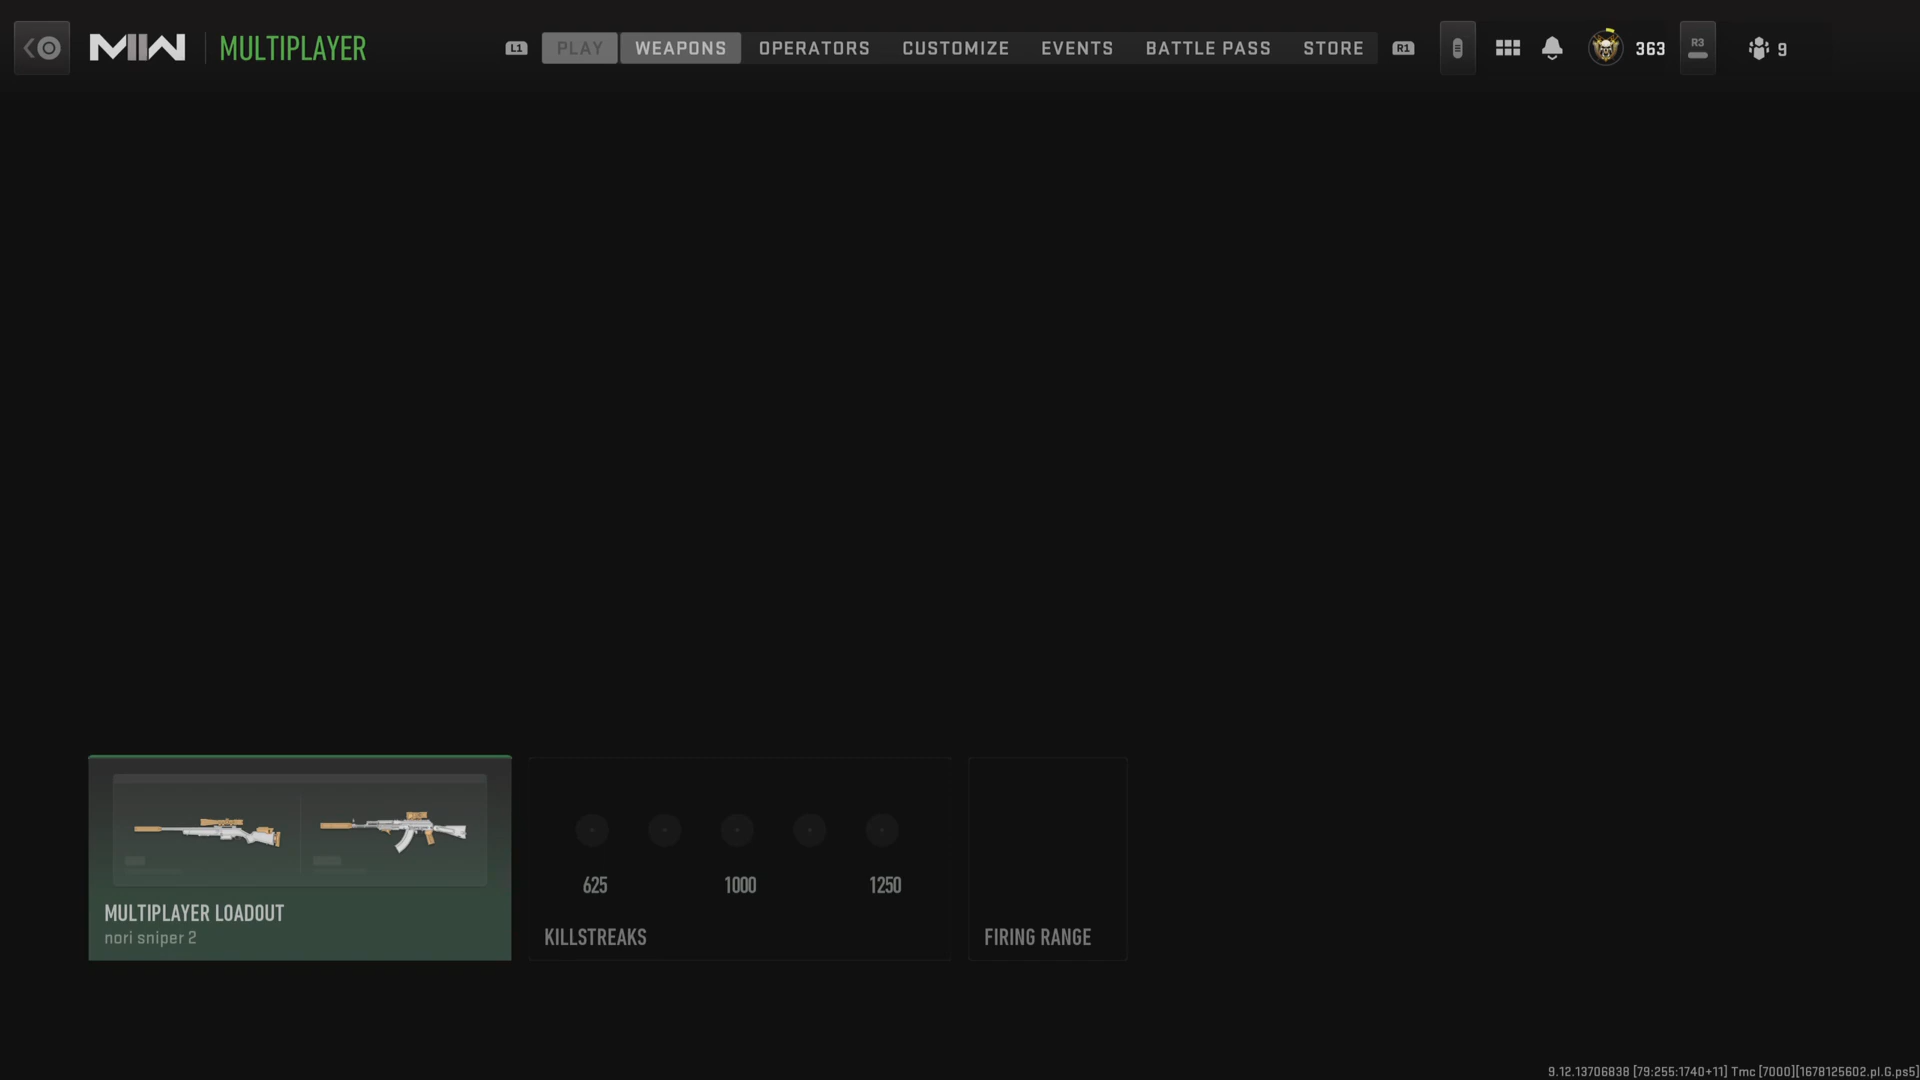 MWII MULTIPLAYER L1 PLAY WEAPONS OPERATORS CUSTOMIZE EVENTS BATTLE PASS STORE R1 363 R3 9
625 1000 1250
MULTIPLAYER LOADOUT
nori sniper 2
KILLSTREAKS
FIRING RANGE
9.12.13706838 [79:255:1740+11] Tmc [7000][1678125602.pl.G.ps5]